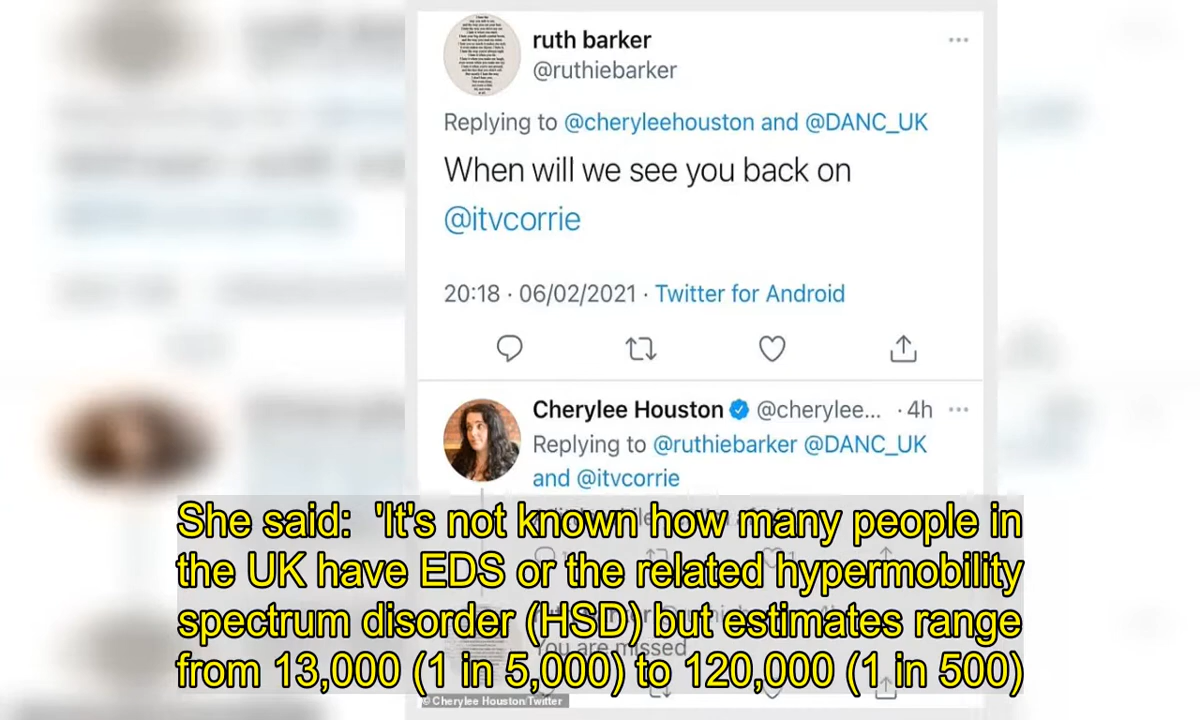 ruth barker
@ruthiebarker
Replying to @cheryleehouston and @DANC_UK
When will we see you back on
@itvcorrie
20:18 · 06/02/2021 · Twitter for Android
Cherylee Houston @cherylee... · 4h
Replying to @ruthiebarker @DANC_UK
and @itvcorrie
She said: 'It's not known how many people in
the UK have EDS or the related hypermobility
spectrum disorder (HSD) but estimates range
You are missed
from 13,000 (1 in 5,000) to 120,000 (1 in 500)
© Cherylee Houston Twitter